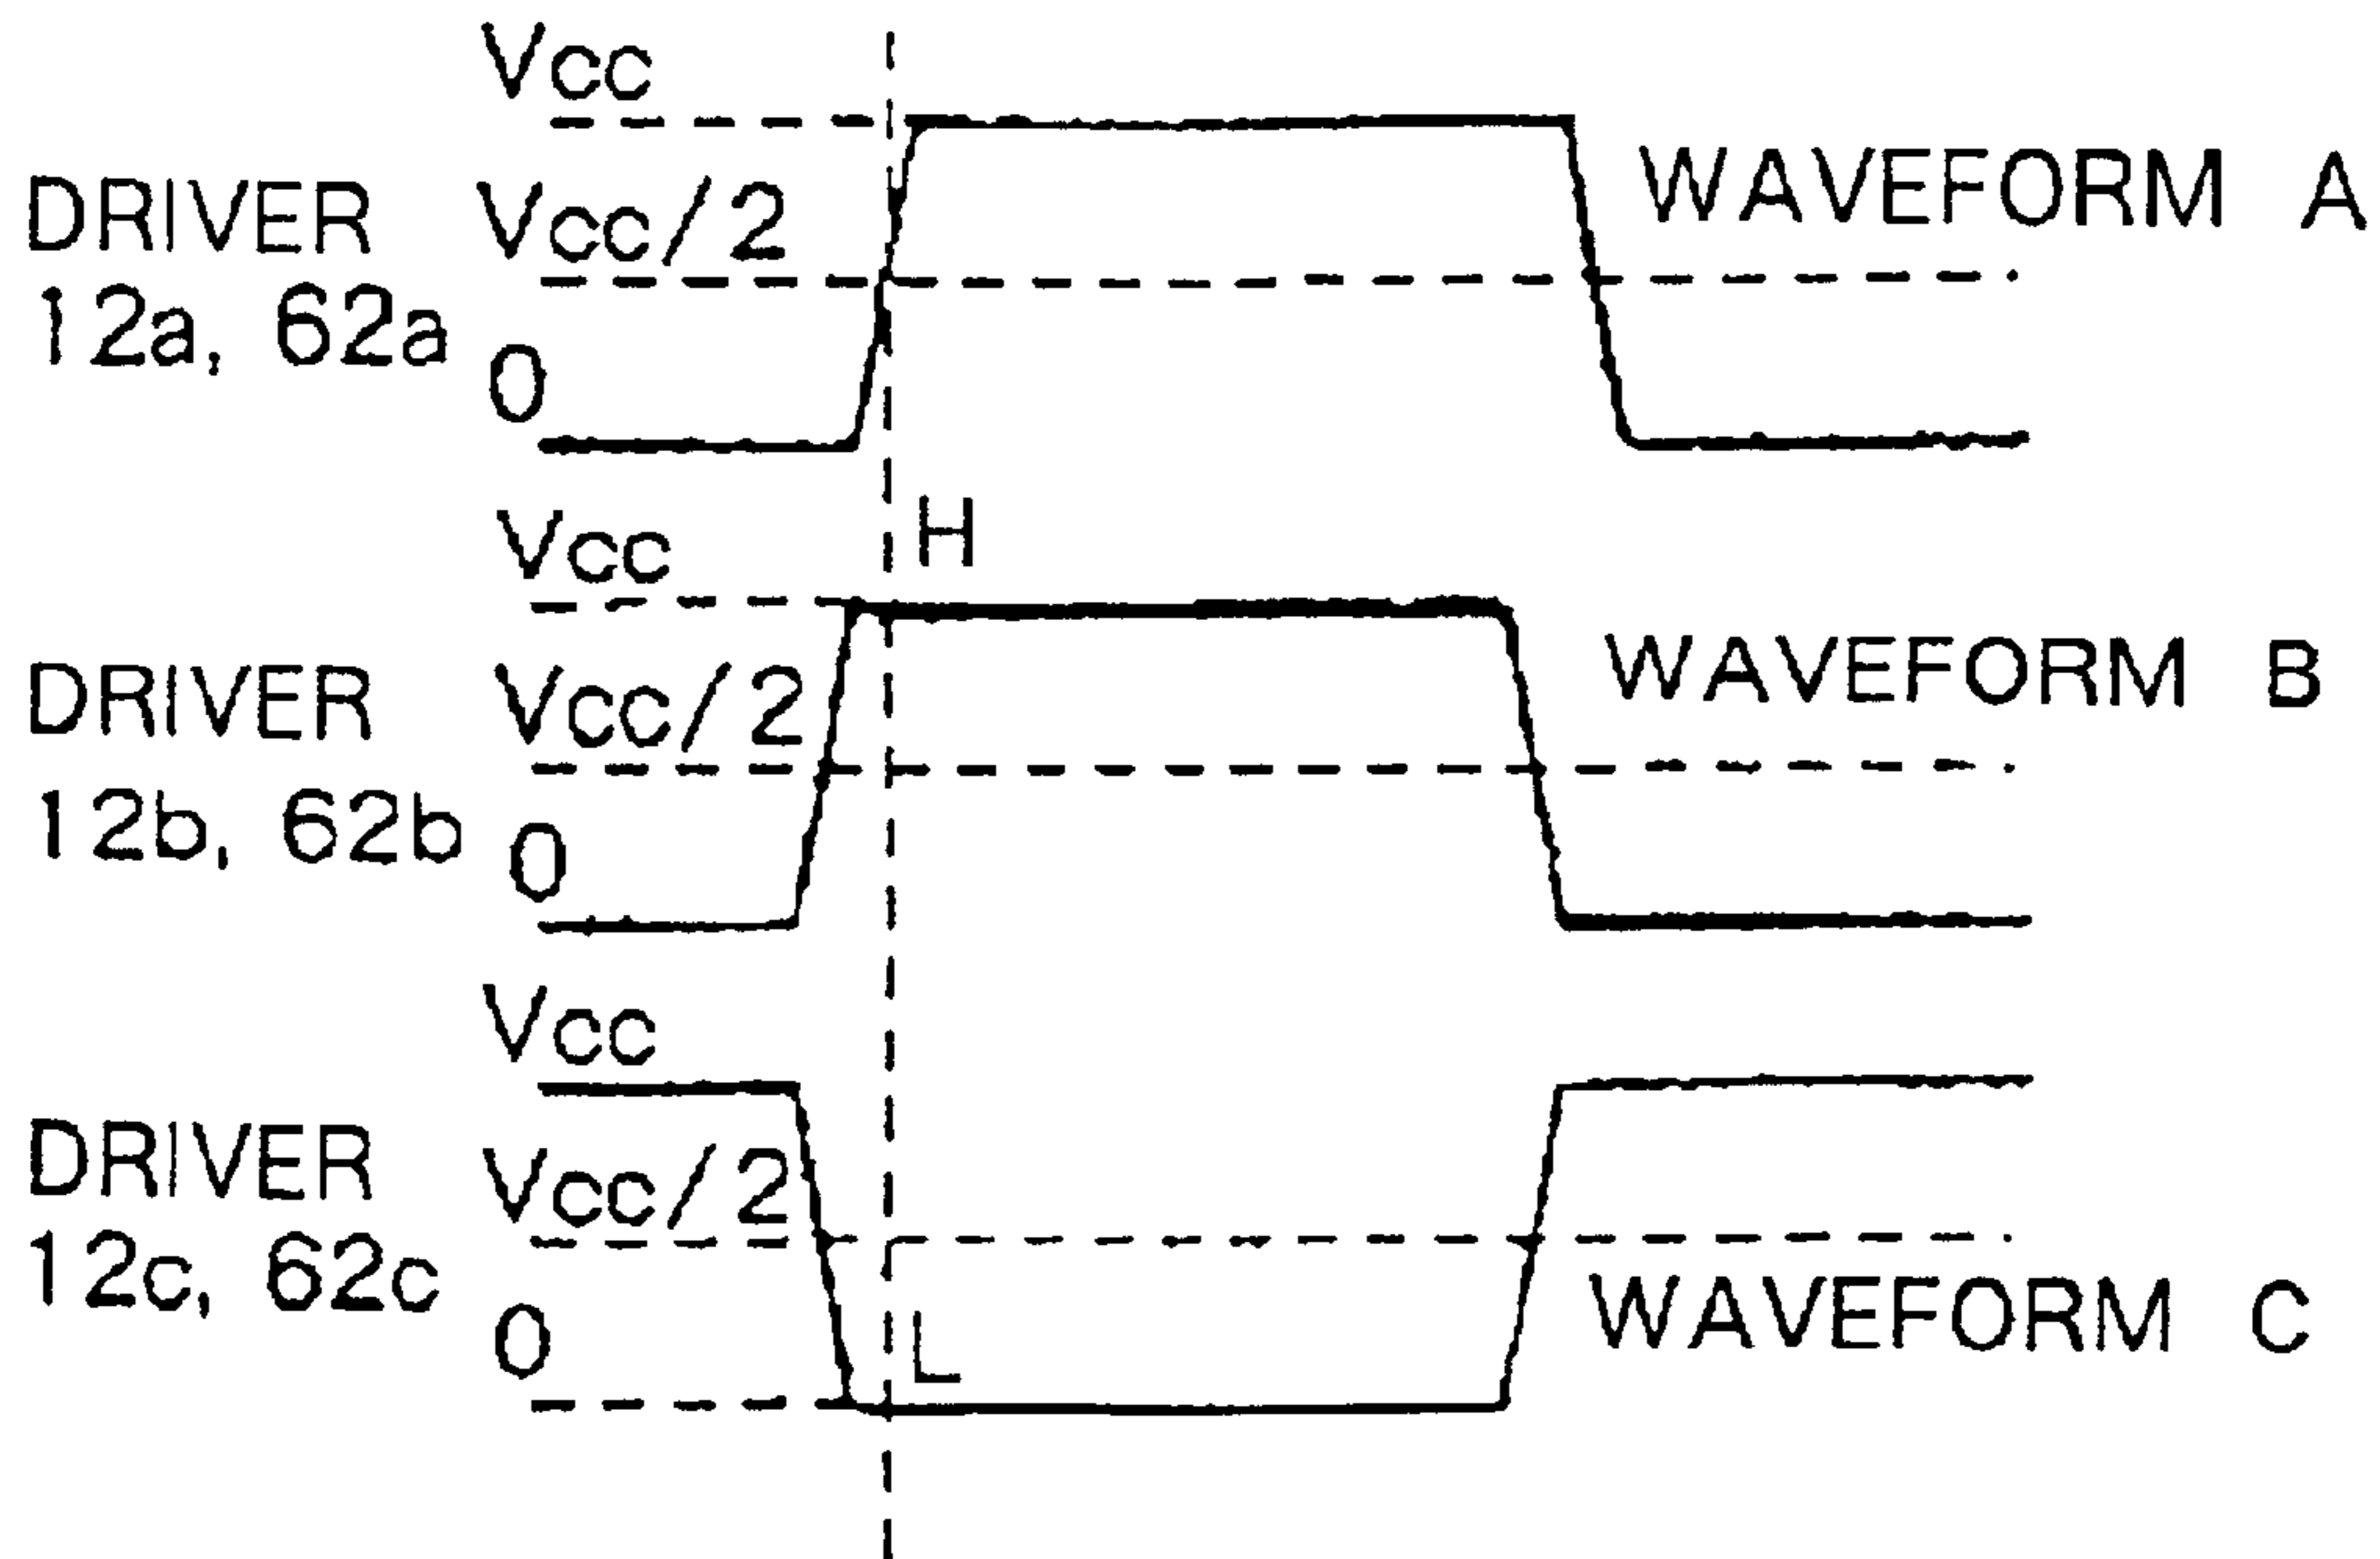 Vcc
DRIVER
12a, 62a
Vcc/2
0
WAVEFORM A
Vcc
H
DRIVER
12b, 62b
Vcc/2
0
WAVEFORM B
Vcc
DRIVER
12c, 62c
Vcc/2
0
L
WAVEFORM C